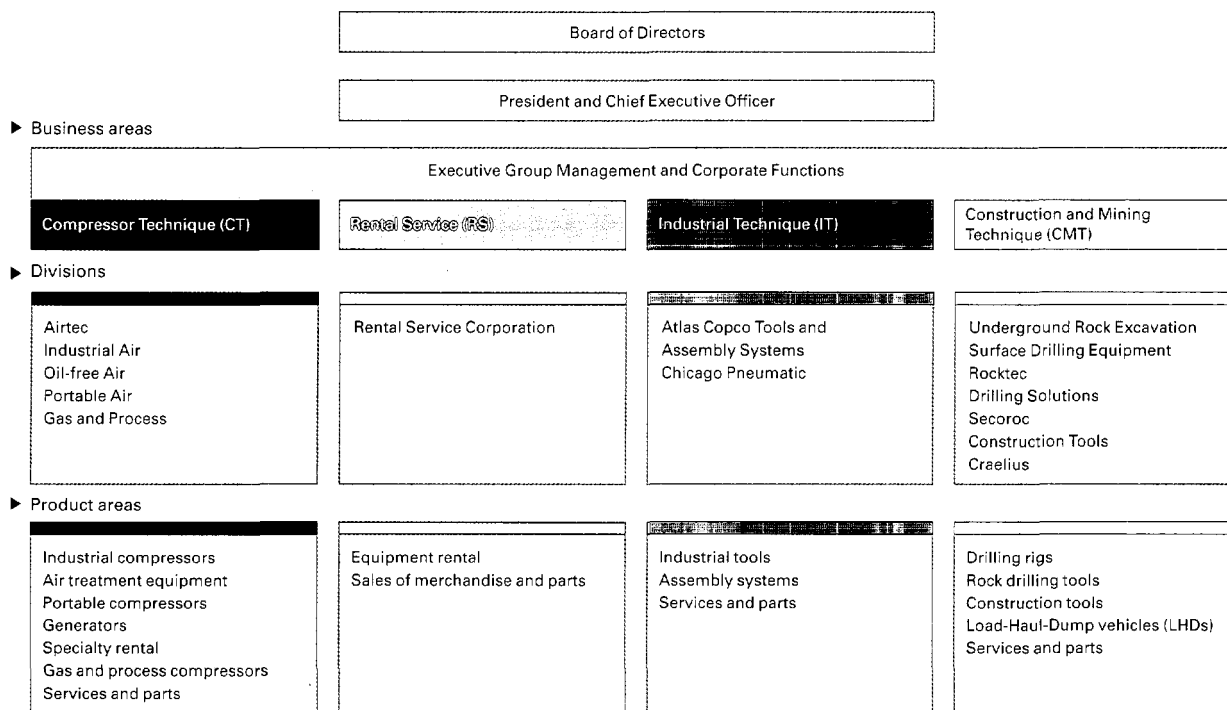 Board of Directors
President and Chief Executive Officer
▶ Business areas
Executive Group Management and Corporate Functions
Compressor Technique (CT)
Rental Service (RS)
Industrial Technique (IT)
Construction and Mining
Technique (CMT)
▶ Divisions
Airtec
Industrial Air
Oil-free Air
Portable Air
Gas and Process
Rental Service Corporation
Atlas Copco Tools and
Assembly Systems
Chicago Pneumatic
Underground Rock Excavation
Surface Drilling Equipment
Rocktec
Drilling Solutions
Secoroc
Construction Tools
Craelius
▶ Product areas
Industrial compressors
Air treatment equipment
Portable compressors
Generators
Specialty rental
Gas and process compressors
Services and parts
Equipment rental
Sales of merchandise and parts
Industrial tools
Assembly systems
Services and parts
Drilling rigs
Rock drilling tools
Construction tools
Load-Haul-Dump vehicles (LHDs)
Services and parts